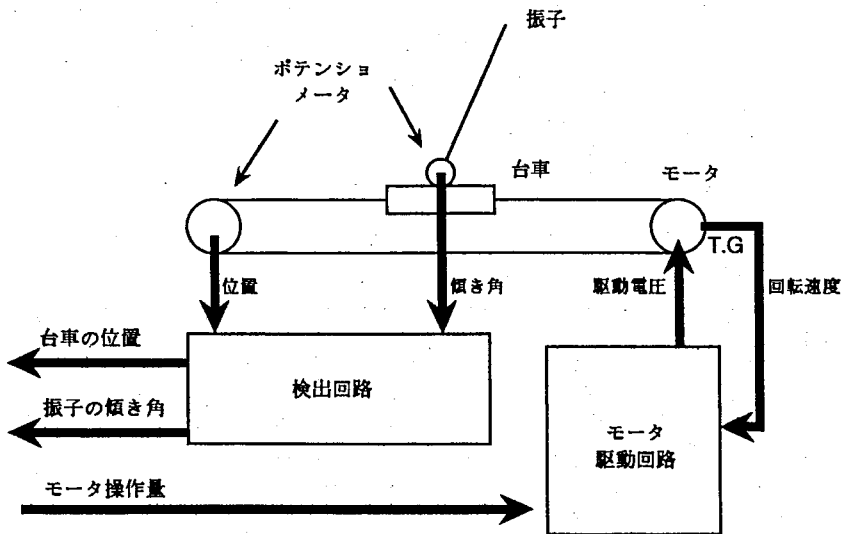 振子
ポテンショ
メータ
台車
モータ
T.G
位置
傾き角
駆動電圧
回転速度
台車の位置
検出回路
振子の傾き角
モータ
駆動回路
モータ操作量